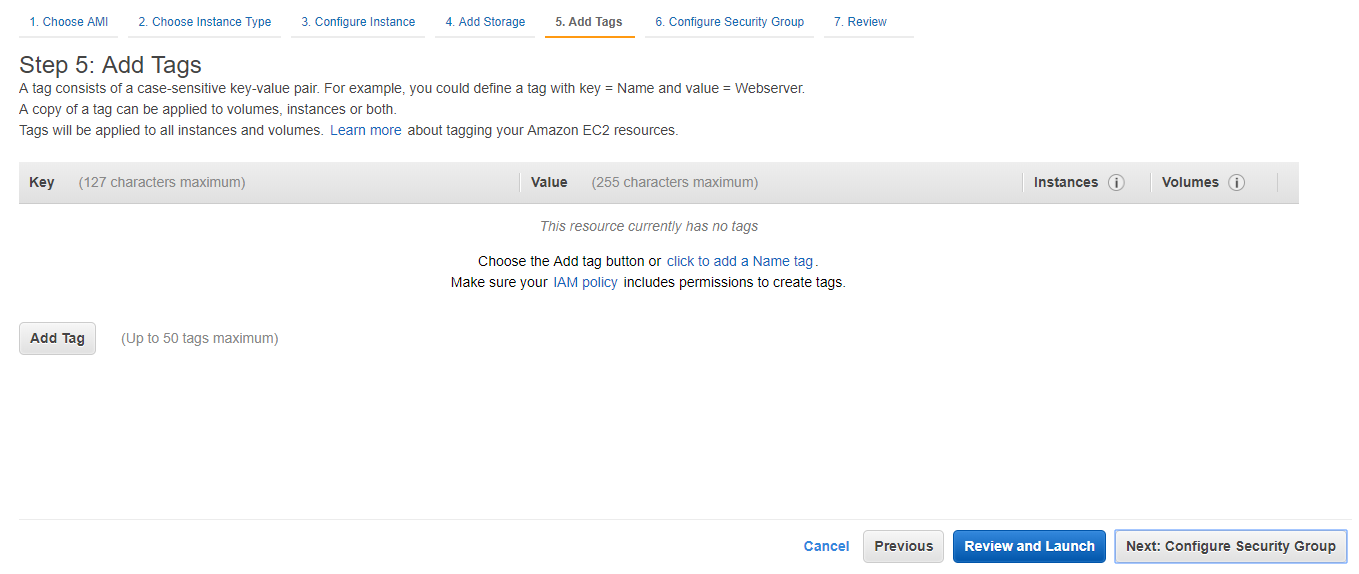 1. Choose AMI 2. Choose Instance Type 3. Configure Instance 4. Add Storage 5. Add Tags 6. Configure Security Group 7. Review
Step 5: Add Tags
A tag consists of a case-sensitive key-value pair. For example, you could define a tag with key = Name and value = Webserver.
A copy of a tag can be applied to volumes, instances or both.
Tags will be applied to all instances and volumes. Learn more about tagging your Amazon EC2 resources.
Key (127 characters maximum) Value (255 characters maximum) Instances i Volumes i
This resource currently has no tags
Choose the Add tag button or click to add a Name tag.
Make sure your IAM policy includes permissions to create tags.
Add Tag (Up to 50 tags maximum)
Cancel Previous Review and Launch Next: Configure Security Group